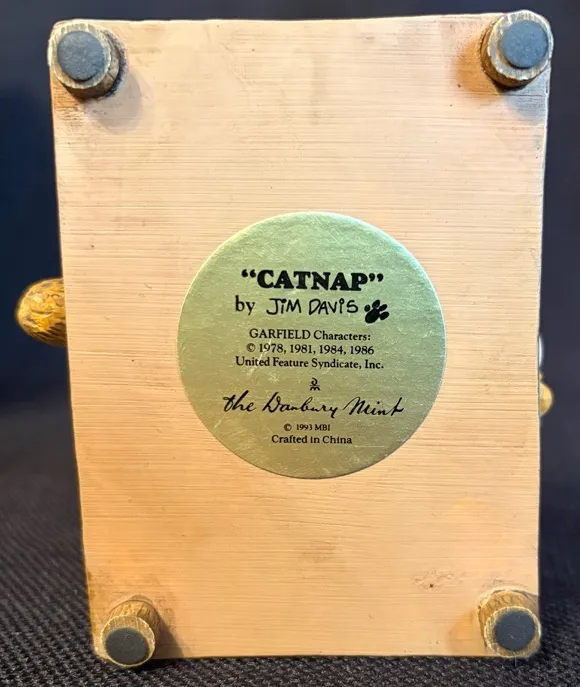 “CATNAP”
by JIM DAVIS
GARFIELD Characters:
© 1978, 1981, 1984, 1986
United Feature Syndicate, Inc.
The Danbury Mint
© 1993 MBI
Crafted in China